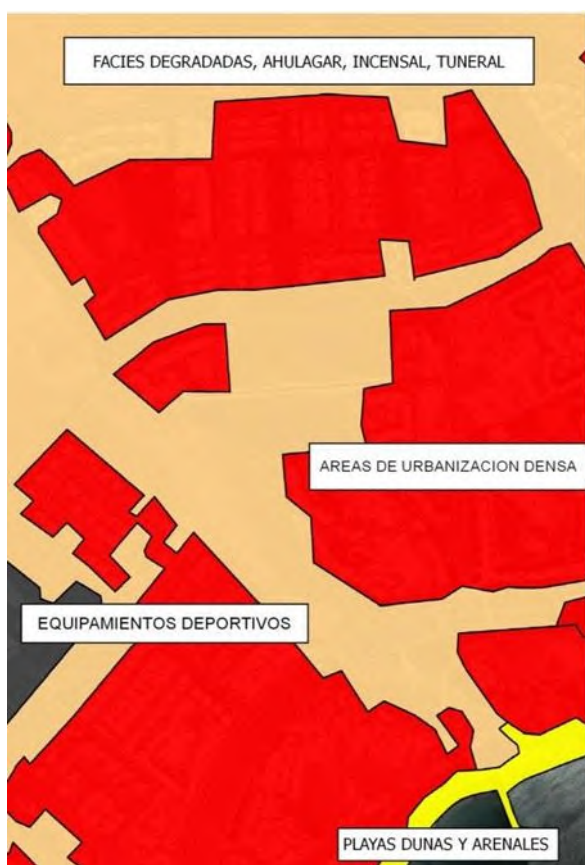 FACIES DEGRADADAS, AHULAGAR, INCENSAL, TUNERAL
AREAS DE URBANIZACION DENSA
EQUIPAMIENTOS DEPORTIVOS
PLAYAS DUNAS Y ARENALES